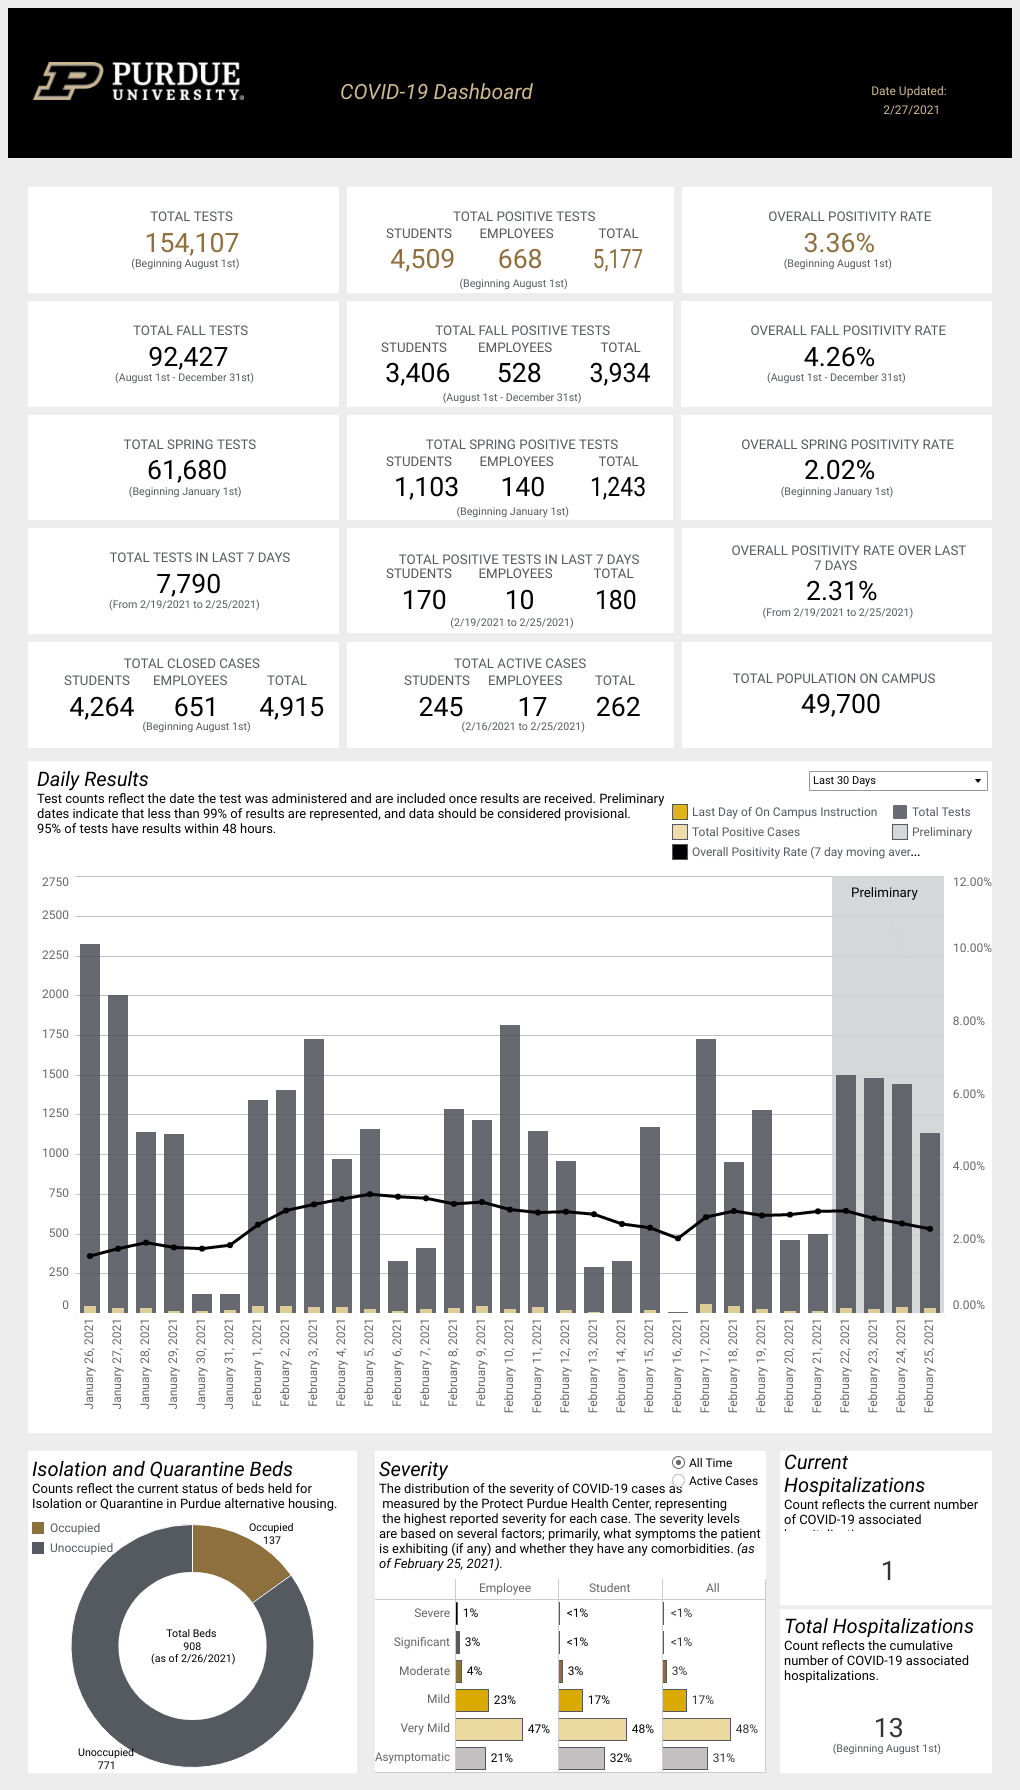 PURDUE
UNIVERSITY®
COVID-19 Dashboard
Date Updated:
2/27/2021
TOTAL TESTS
154,107
(Beginning August 1st)
TOTAL POSITIVE TESTS
STUDENTS EMPLOYEES TOTAL
4,509 668 5,177
(Beginning August 1st)
OVERALL POSITIVITY RATE
3.36%
(Beginning August 1st)
TOTAL FALL TESTS
92,427
(August 1st - December 31st)
TOTAL FALL POSITIVE TESTS
STUDENTS EMPLOYEES TOTAL
3,406 528 3,934
(August 1st - December 31st)
OVERALL FALL POSITIVITY RATE
4.26%
(August 1st - December 31st)
TOTAL SPRING TESTS
61,680
(Beginning January 1st)
TOTAL SPRING POSITIVE TESTS
STUDENTS EMPLOYEES TOTAL
1,103 140 1,243
(Beginning January 1st)
OVERALL SPRING POSITIVITY RATE
2.02%
(Beginning January 1st)
TOTAL TESTS IN LAST 7 DAYS
7,790
(From 2/19/2021 to 2/25/2021)
TOTAL POSITIVE TESTS IN LAST 7 DAYS
STUDENTS EMPLOYEES TOTAL
170 10 180
(2/19/2021 to 2/25/2021)
OVERALL POSITIVITY RATE OVER LAST
7 DAYS
2.31%
(From 2/19/2021 to 2/25/2021)
TOTAL CLOSED CASES
STUDENTS EMPLOYEES TOTAL
4,264 651 4,915
(Beginning August 1st)
TOTAL ACTIVE CASES
STUDENTS EMPLOYEES TOTAL
245 17 262
(2/16/2021 to 2/25/2021)
TOTAL POPULATION ON CAMPUS
49,700
Daily Results
Test counts reflect the date the test was administered and are included once results are received. Preliminary
dates indicate that less than 99% of results are represented, and data should be considered provisional.
95% of tests have results within 48 hours.
Last 30 Days
Last Day of On Campus Instruction
Total Tests
Total Positive Cases
Preliminary
Overall Positivity Rate (7 day moving aver...
2750
2500
2250
2000
1750
1500
1250
1000
750
500
250
0
Preliminary
12.00%
10.00%
8.00%
6.00%
4.00%
2.00%
0.00%
January 26, 2021
January 27, 2021
January 28, 2021
January 29, 2021
January 30, 2021
January 31, 2021
February 1, 2021
February 2, 2021
February 3, 2021
February 4, 2021
February 5, 2021
February 6, 2021
February 7, 2021
February 8, 2021
February 9, 2021
February 10, 2021
February 11, 2021
February 12, 2021
February 13, 2021
February 14, 2021
February 15, 2021
February 16, 2021
February 17, 2021
February 18, 2021
February 19, 2021
February 20, 2021
February 21, 2021
February 22, 2021
February 23, 2021
February 24, 2021
February 25, 2021
Isolation and Quarantine Beds
Counts reflect the current status of beds held for
Isolation or Quarantine in Purdue alternative housing.
Occupied
Unoccupied
Occupied
137
Total Beds
908
(as of 2/26/2021)
Unoccupied
771
Severity
All Time
Active Cases
The distribution of the severity of COVID-19 cases as
measured by the Protect Purdue Health Center, representing
the highest reported severity for each case. The severity levels
are based on several factors; primarily, what symptoms the patient
is exhibiting (if any) and whether they have any comorbidities. (as
of February 25, 2021).
Employee Student All
Severe 1% <1% <1%
Significant 3% <1% <1%
Moderate 4% 3% 3%
Mild 23% 17% 17%
Very Mild 47% 48% 48%
Asymptomatic 21% 32% 31%
Current
Hospitalizations
Count reflects the current number
of COVID-19 associated
1
Total Hospitalizations
Count reflects the cumulative
number of COVID-19 associated
hospitalizations.
13
(Beginning August 1st)